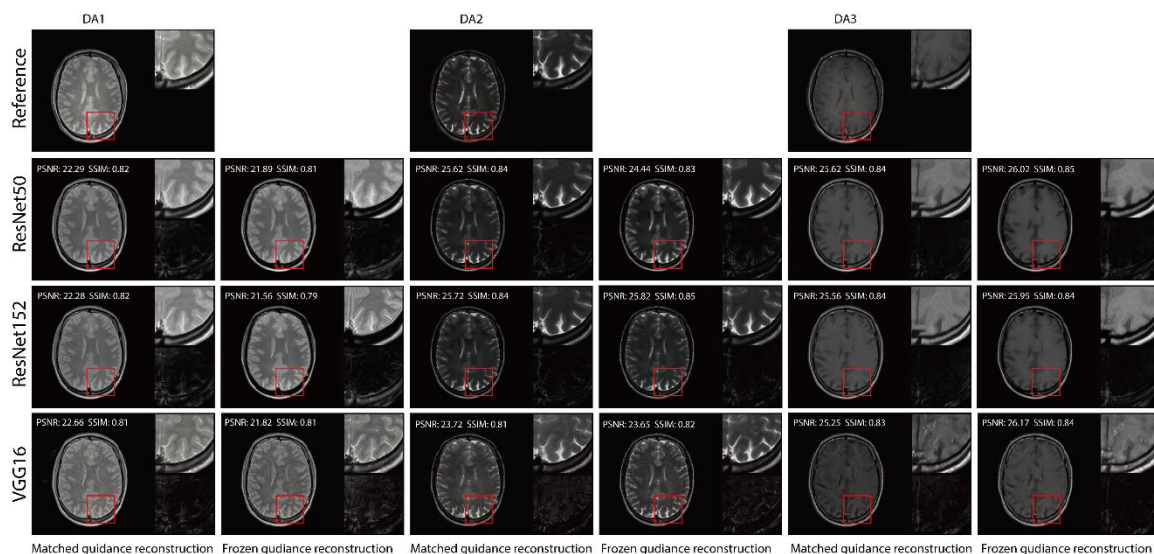 DA1 DA2 DA3
Reference
PSNR: 22.29 SSIM: 0.82 PSNR: 21.89 SSIM: 0.81 PSNR: 25.62 SSIM: 0.84 PSNR: 24.44 SSIM: 0.83 PSNR: 25.62 SSIM: 0.84 PSNR: 26.02 SSIM: 0.85
ResNet50
PSNR: 22.28 SSIM: 0.82 PSNR: 21.56 SSIM: 0.79 PSNR: 25.72 SSIM: 0.84 PSNR: 25.82 SSIM: 0.85 PSNR: 25.56 SSIM: 0.84 PSNR: 25.95 SSIM: 0.84
ResNet152
PSNR: 22.66 SSIM: 0.81 PSNR: 21.82 SSIM: 0.81 PSNR: 23.72 SSIM: 0.81 PSNR: 23.65 SSIM: 0.82 PSNR: 25.25 SSIM: 0.83 PSNR: 26.17 SSIM: 0.84
VGG16
Matched guidance reconstruction Frozen gudiance reconstruction Matched guidance reconstruction Frozen gudiance reconstruction Matched guidance reconstruction Frozen gudiance reconstruction